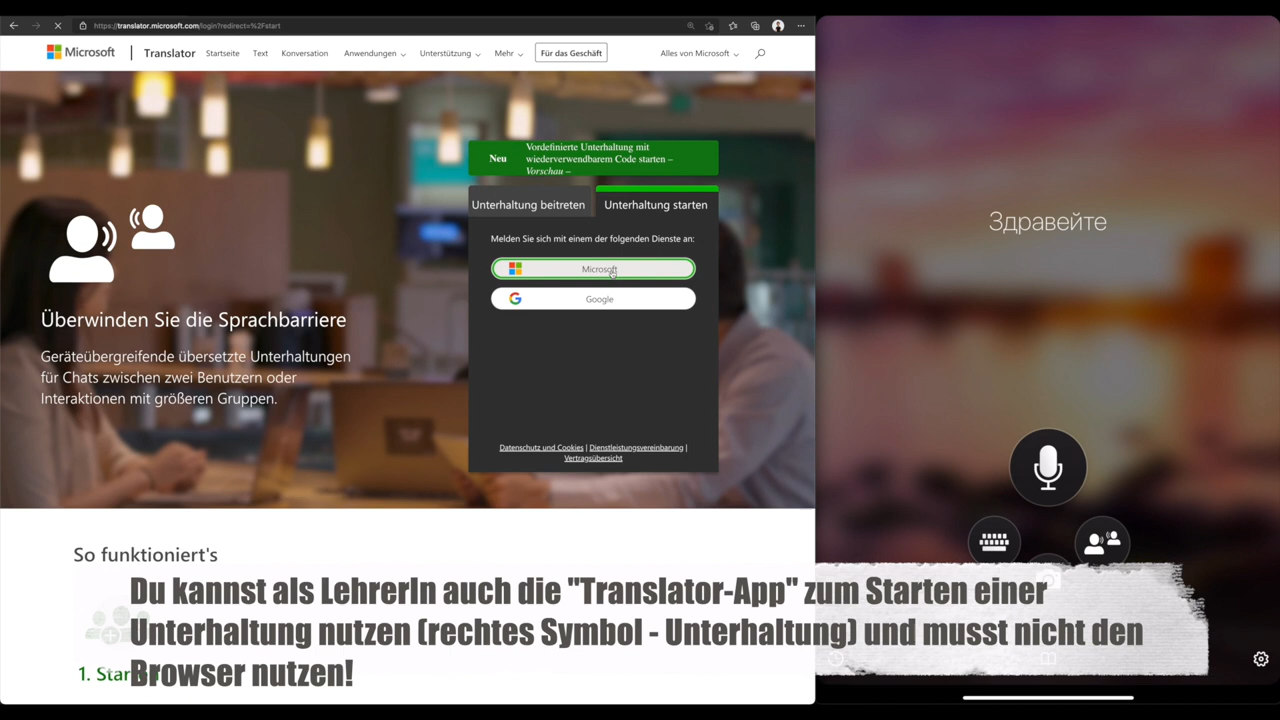 https://translator.microsoft.com/login?redirect=%2Fstart
Microsoft | Translator Startseite Text Konversation Anwendungen Unterstützung Mehr Für das Geschäft Alles von Microsoft
Neu
Vordefinierte Unterhaltung mit
wiederverwendbarem Code starten –
Vorschau –
Unterhaltung beitreten Unterhaltung starten
Melden Sie sich mit einem der folgenden Dienste an:
Microsoft
Google
Datenschutz und Cookies | Dienstleistungsvereinbarung |
Vertragsübersicht
Überwinden Sie die Sprachbarriere
Geräteübergreifende übersetzte Unterhaltungen
für Chats zwischen zwei Benutzern oder
Interaktionen mit größeren Gruppen.
Здравейте
So funktioniert's
1.
Du kannst als LehrerIn auch die "Translator-App" zum Starten einer
Unterhaltung nutzen (rechtes Symbol - Unterhaltung) und musst nicht den
Browser nutzen!